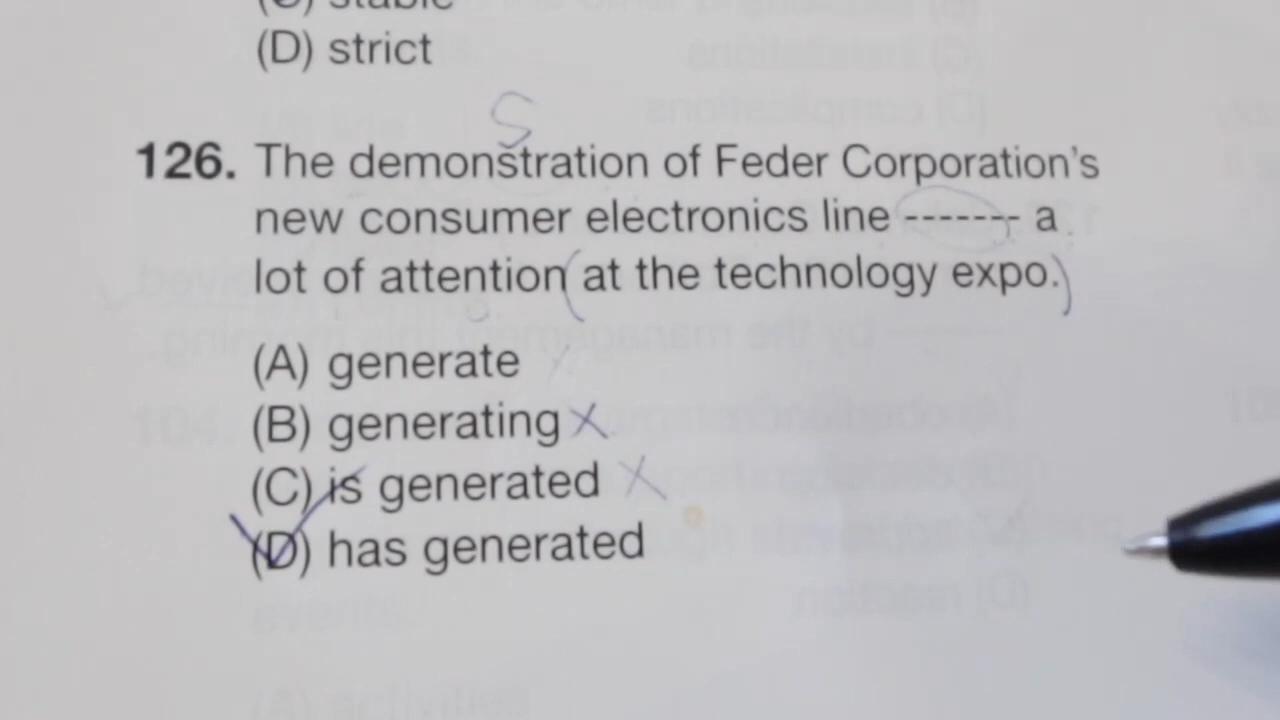 (C) stable
(D) strict
S
126. The demonstration of Feder Corporation's
new consumer electronics line ------- a
lot of attention (at the technology expo.)
(A) generate
(B) generating X
(C) is generated X
(D) has generated